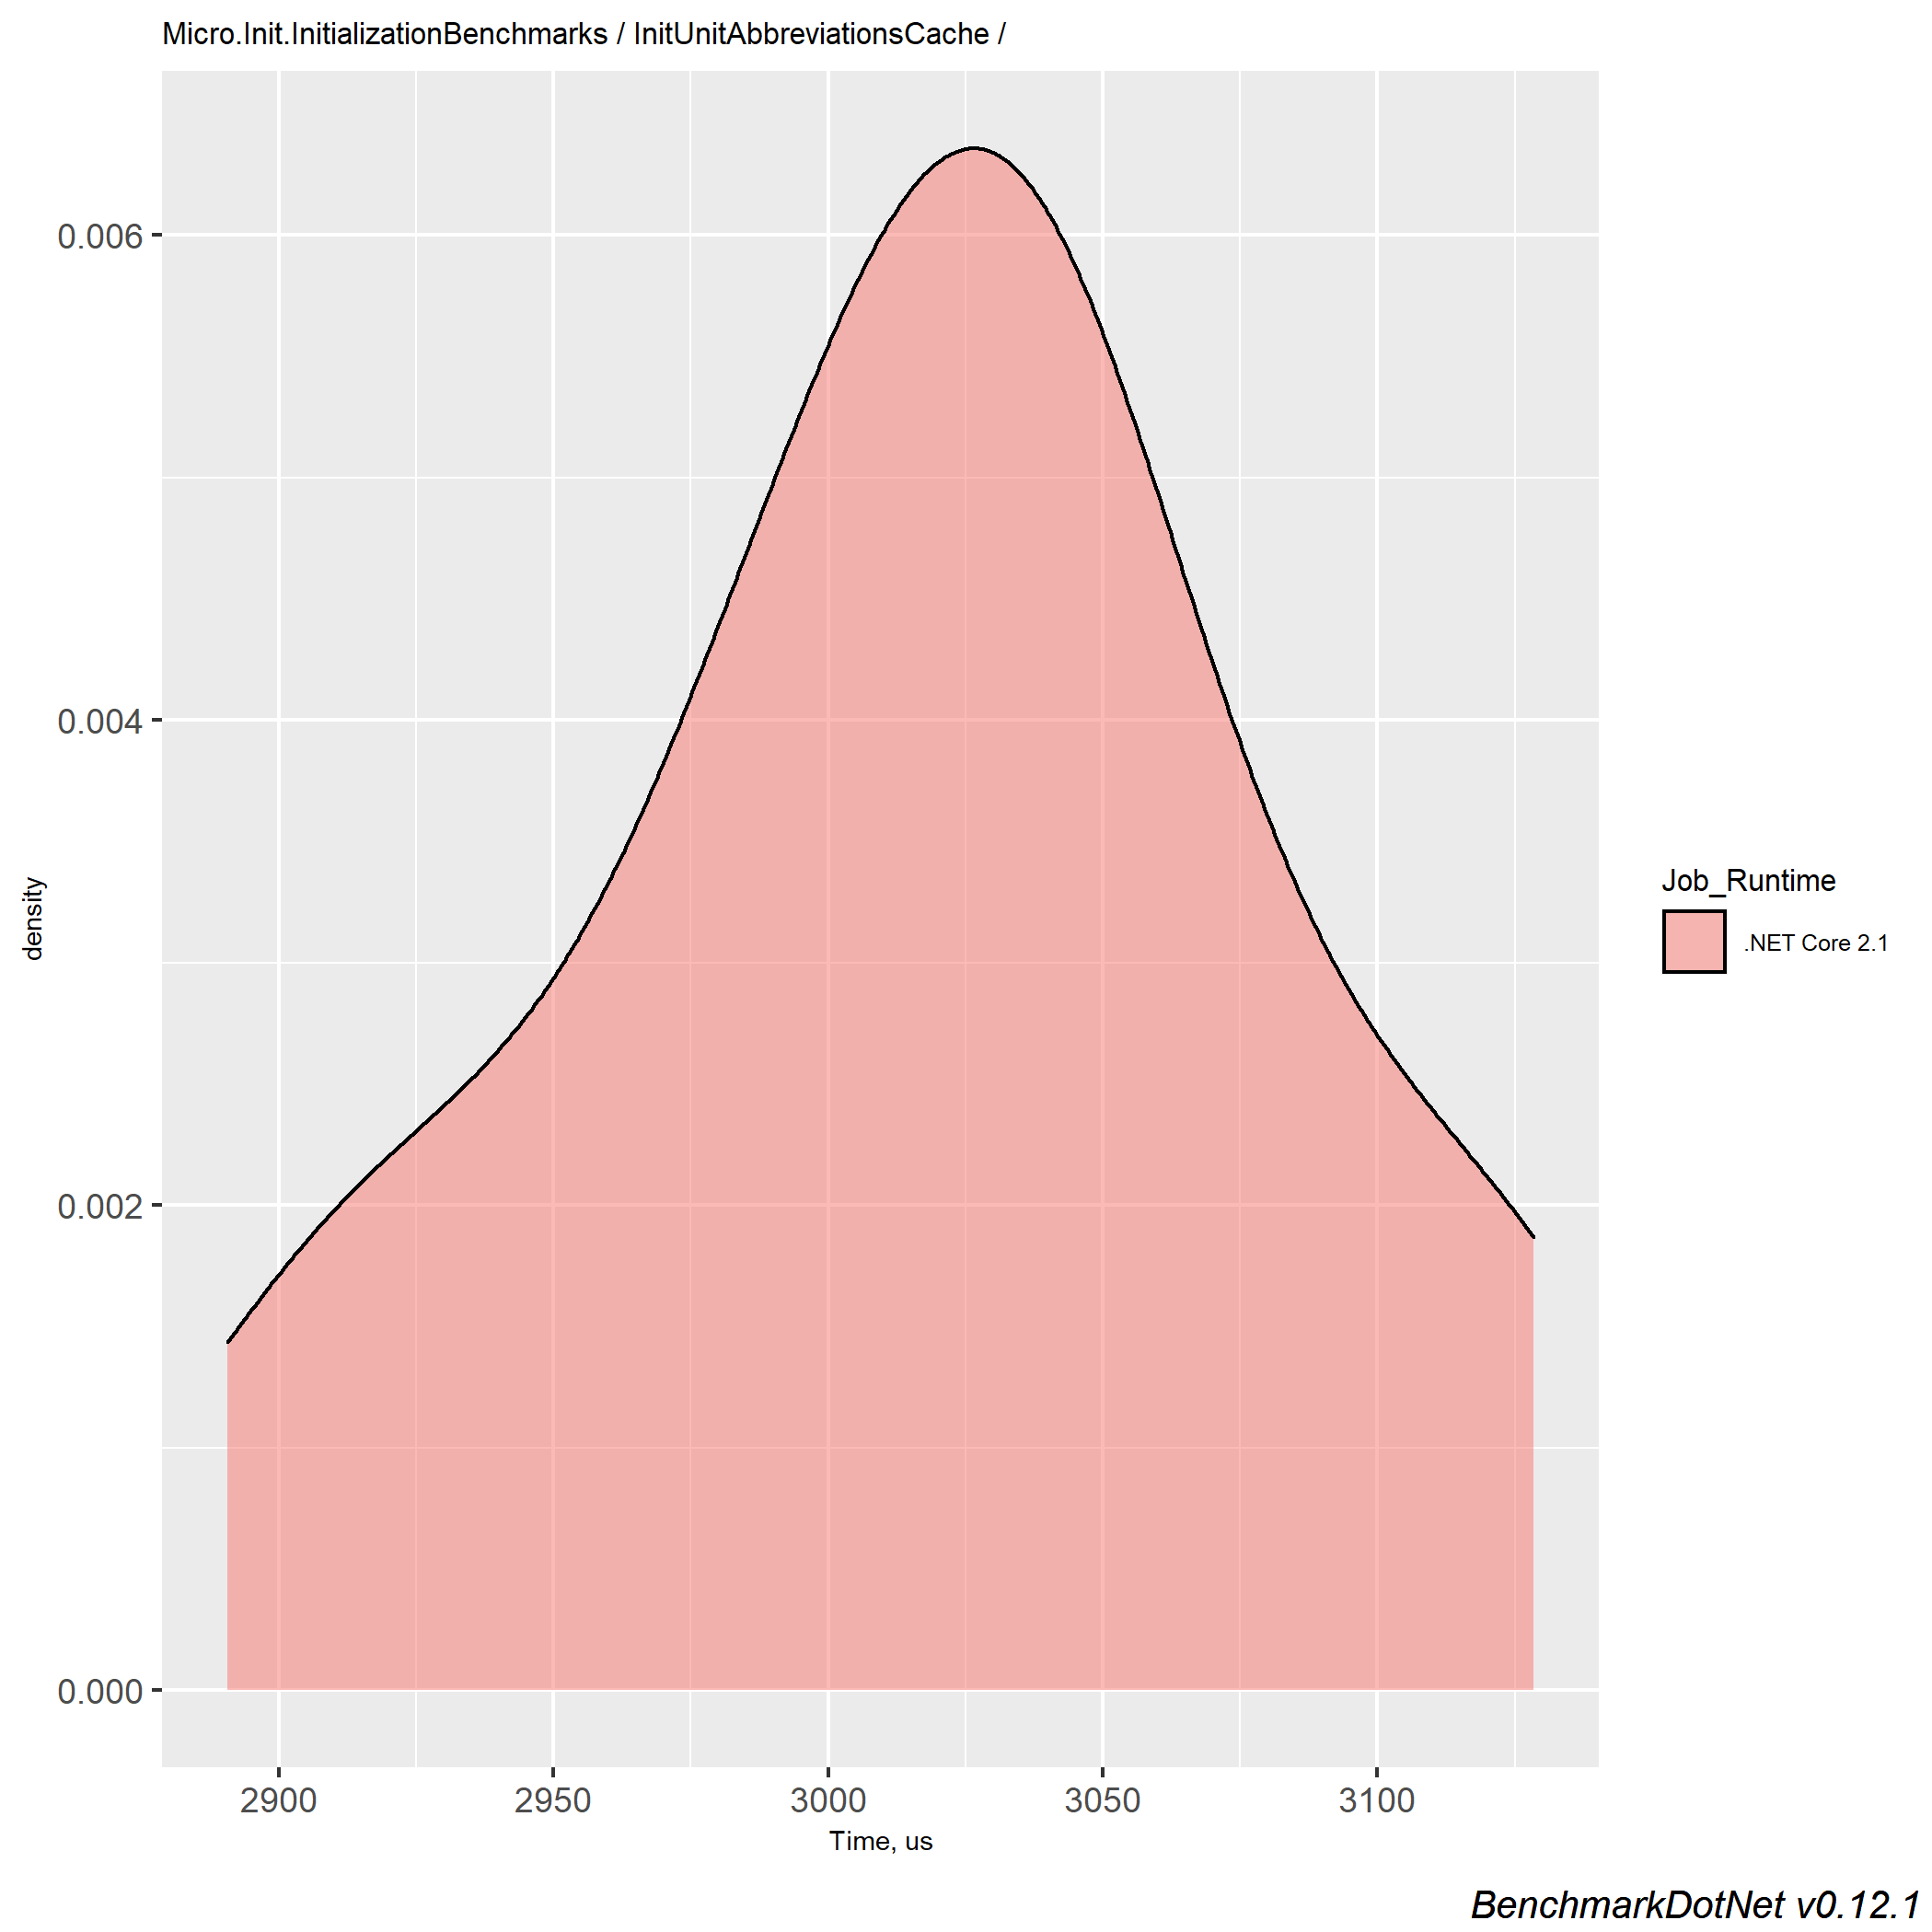 Micro.Init.InitializationBenchmarks / InitUnitAbbreviationsCache /
0.006
0.004
0.002
0.000
density
2900 2950 3000 3050 3100
Time, us
Job_Runtime
.NET Core 2.1
BenchmarkDotNet v0.12.1